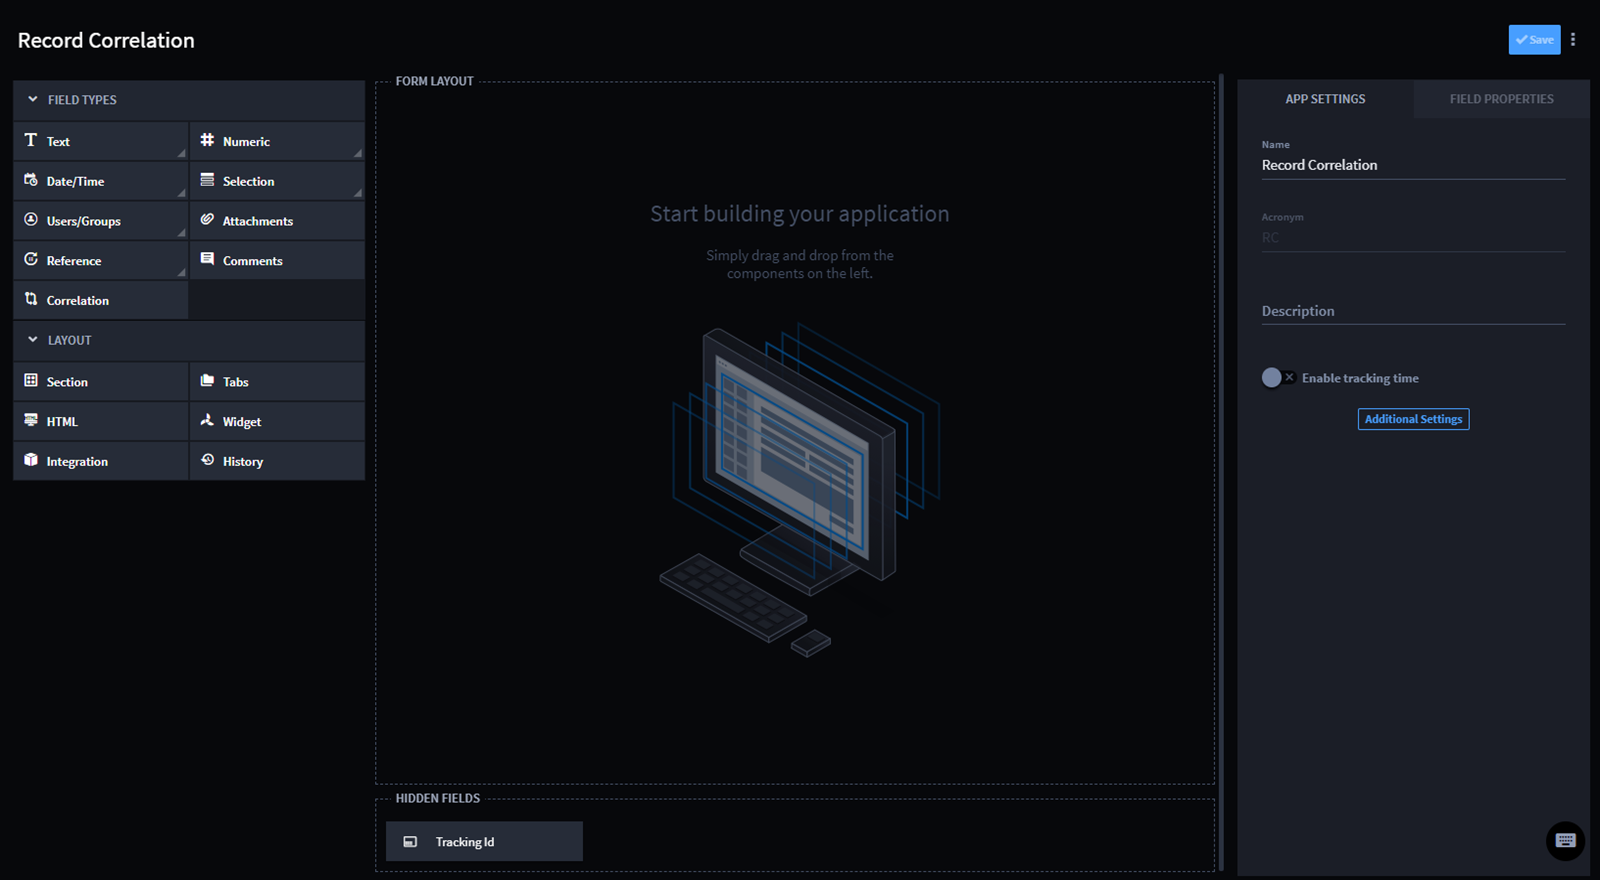 Record Correlation
Save
FIELD TYPES
Text
Numeric
Date/Time
Selection
Users/Groups
Attachments
Reference
Comments
Correlation
LAYOUT
Section
Tabs
HTML
Widget
Integration
History
FORM LAYOUT
Start building your application
Simply drag and drop from the
components on the left.
HIDDEN FIELDS
Tracking Id
APP SETTINGS
FIELD PROPERTIES
Name
Record Correlation
Acronym
RC
Description
Enable tracking time
Additional Settings